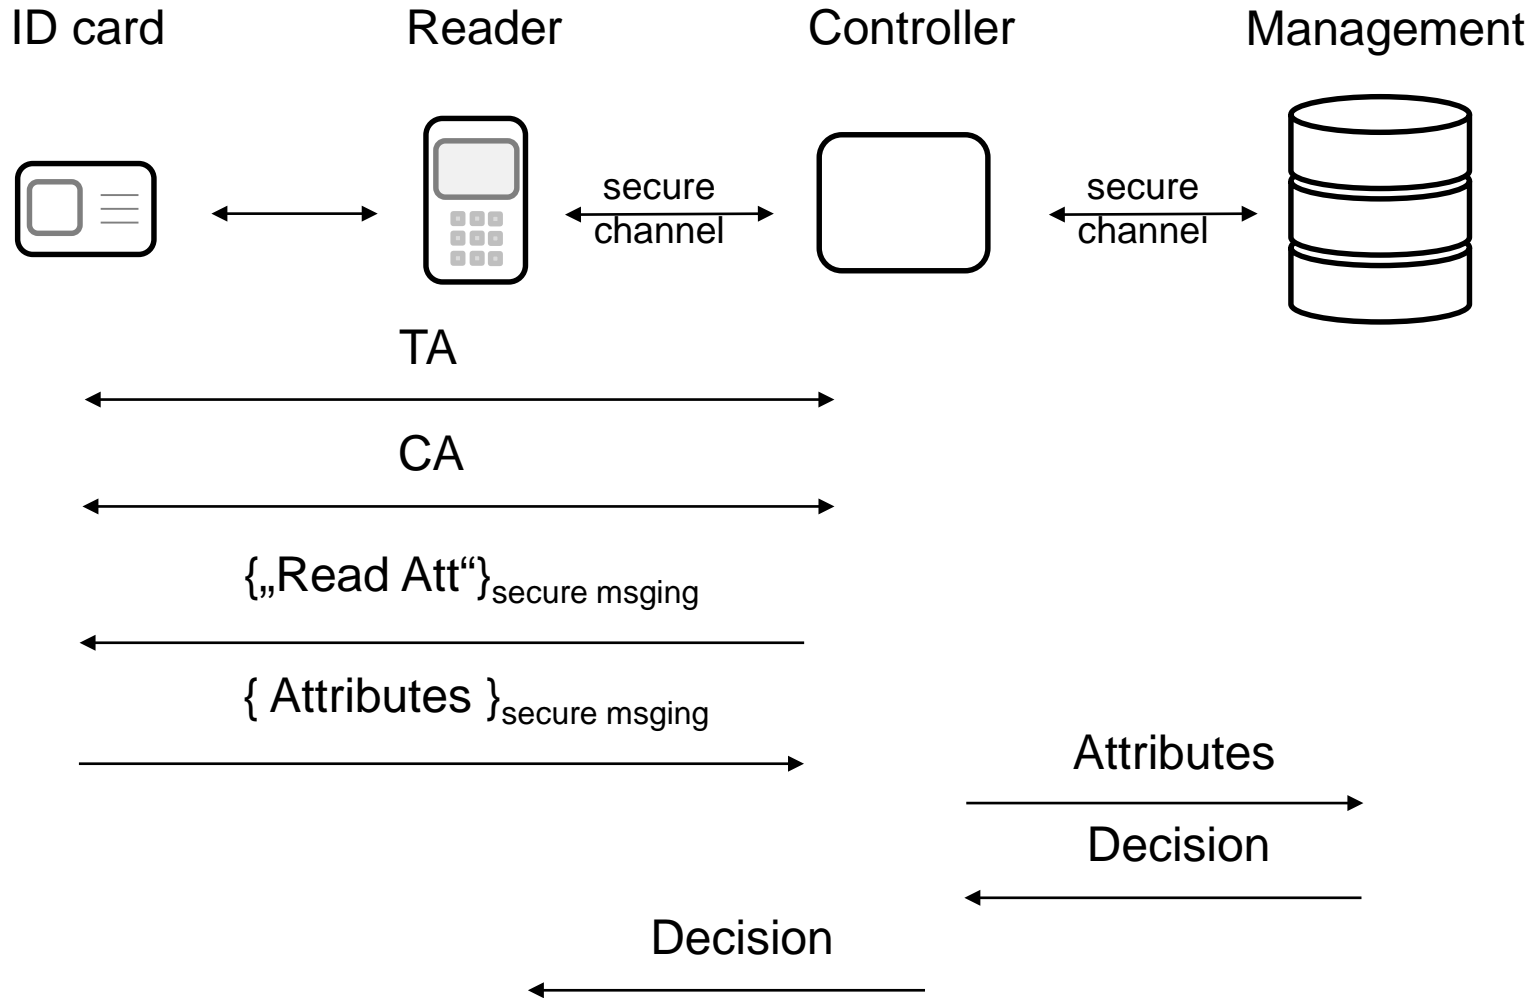 ID card
Reader
Controller
Management
secure
channel
secure
channel
TA
CA
{„Read Att“}secure msging
{ Attributes }secure msging
Attributes
Decision
Decision